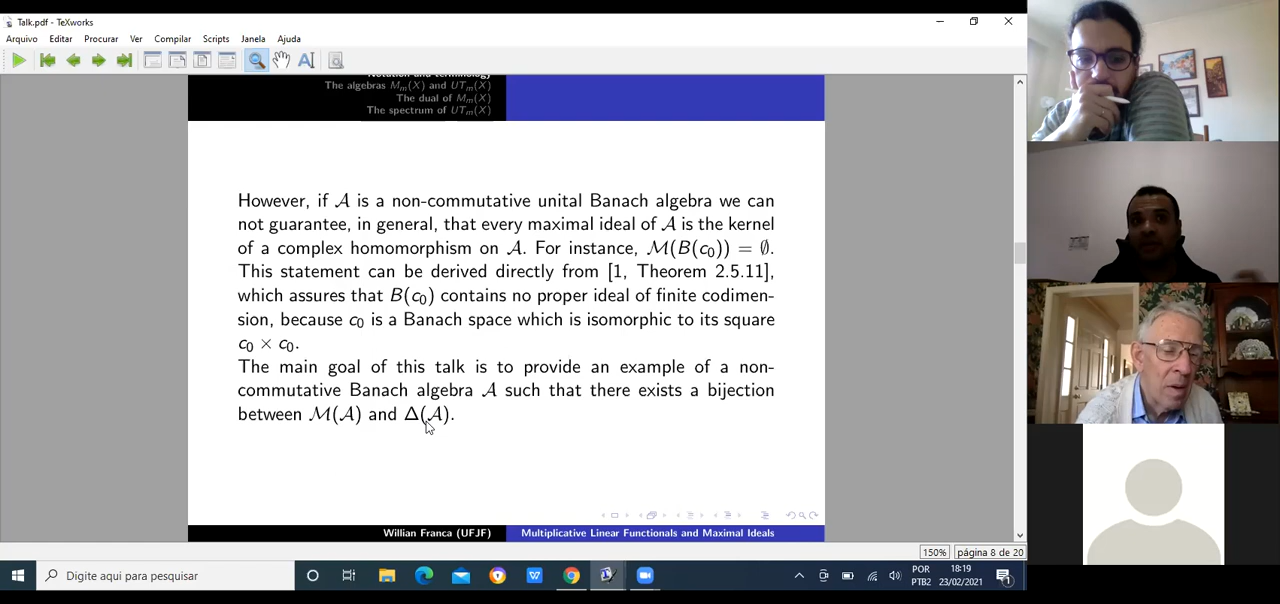 Talk.pdf - TeXworks
Arquivo Editar Procurar Ver Compilar Scripts Janela Ajuda
Notation and terminology
The algebras Mm(X) and UTm(X)
The dual of Mm(X)
The spectrum of UTm(X)
However, if 𝒜 is a non-commutative unital Banach algebra we can
not guarantee, in general, that every maximal ideal of 𝒜 is the kernel
of a complex homomorphism on 𝒜. For instance, ℳ(B(c₀)) = ∅.
This statement can be derived directly from [1, Theorem 2.5.11],
which assures that B(c₀) contains no proper ideal of finite codimen-
sion, because c₀ is a Banach space which is isomorphic to its square
c₀ × c₀.
The main goal of this talk is to provide an example of a non-
commutative Banach algebra 𝒜 such that there exists a bijection
between ℳ(𝒜) and Δ(𝒜).
Willian Franca (UFJF) Multiplicative Linear Functionals and Maximal Ideals
150% página 8 de 20
Digite aqui para pesquisar
POR
PTB2
18:19
23/02/2021